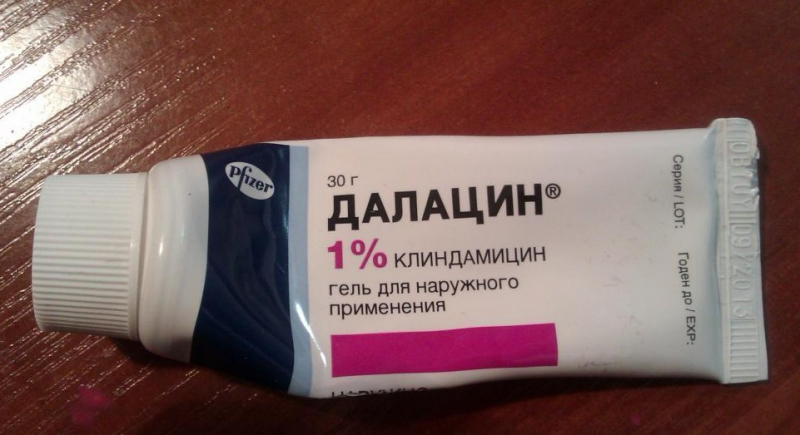 Pfizer
30 г
ДАЛАЦИН®
1% КЛИНДАМИЦИН
гель для наружного
применения
Серия / LOT:
Годен до / EXP: